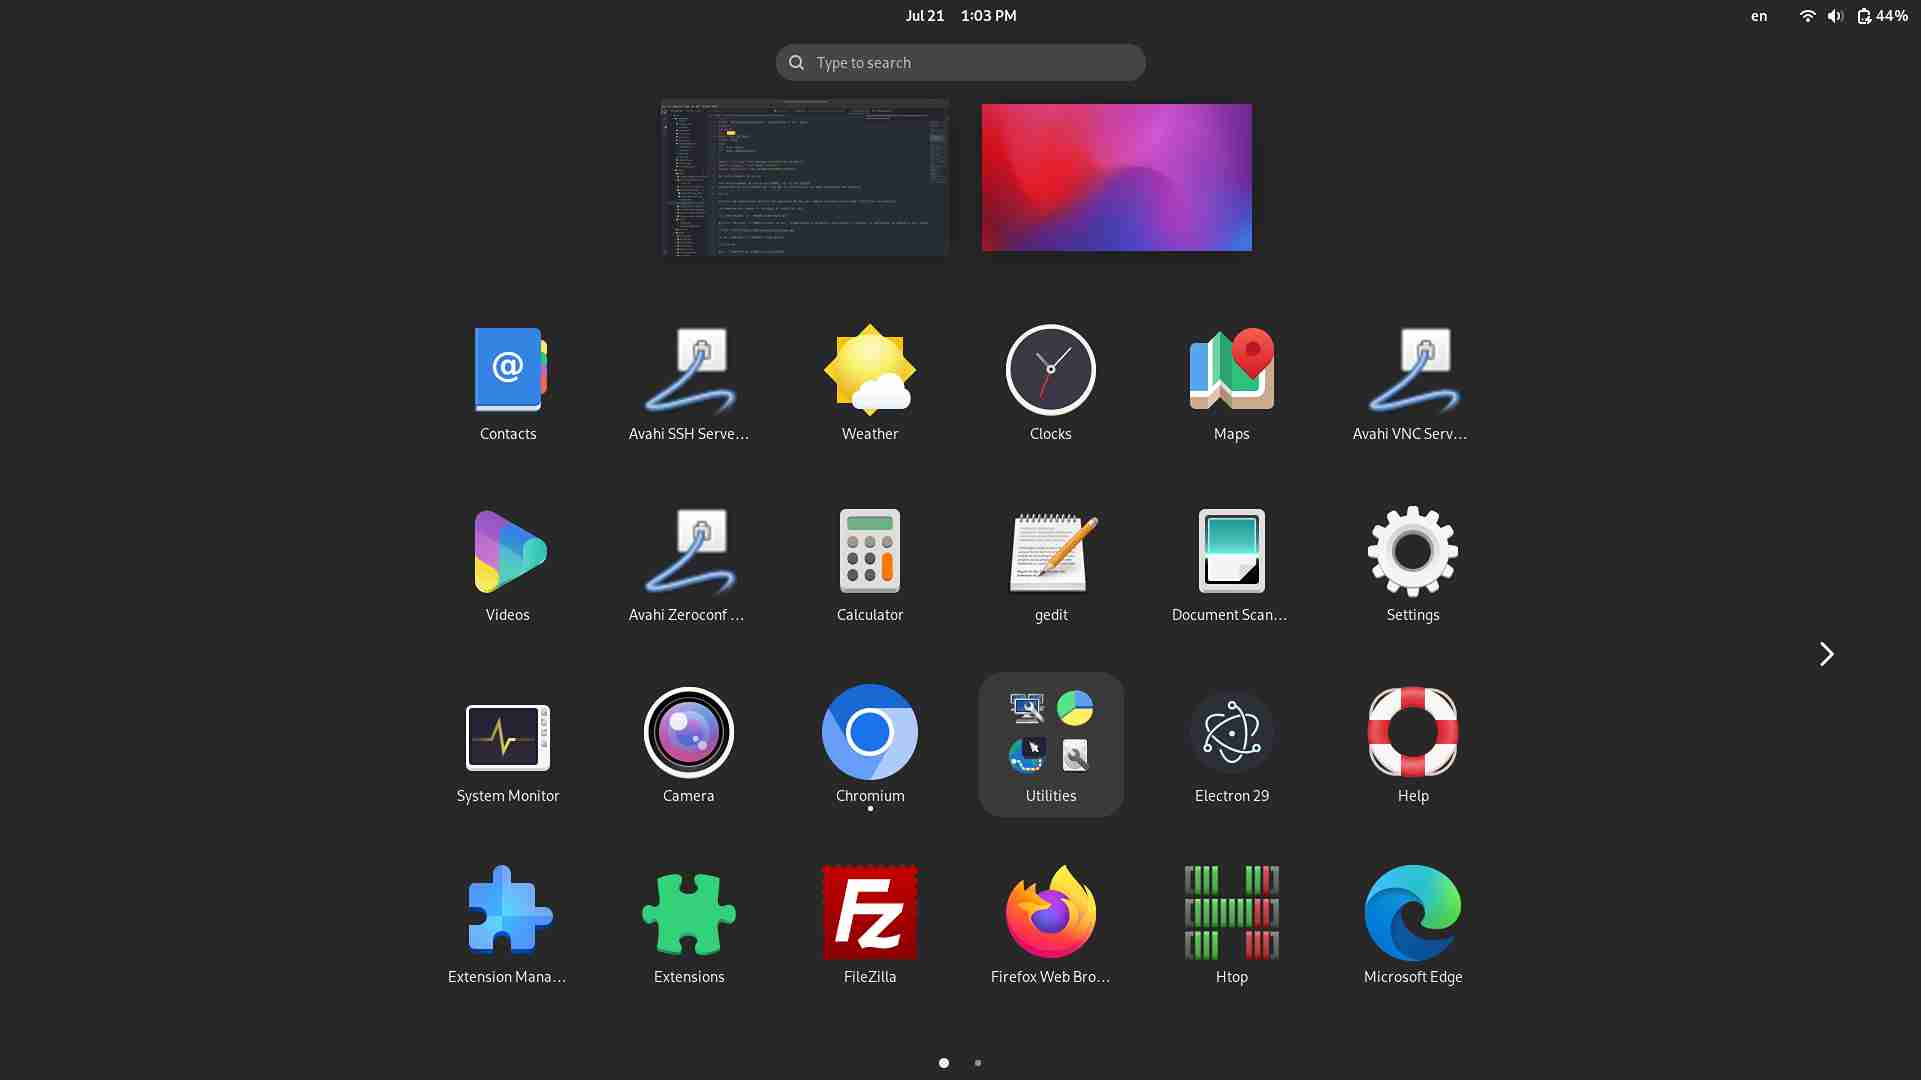 Jul 21 1:03 PM
en
44%
Type to search
Contacts
Avahi SSH Serve...
Weather
Clocks
Maps
Avahi VNC Serv...
Videos
Avahi Zeroconf ...
Calculator
gedit
Document Scan...
Settings
System Monitor
Camera
Chromium
Utilities
Electron 29
Help
Extension Mana...
Extensions
FileZilla
Firefox Web Bro...
Htop
Microsoft Edge